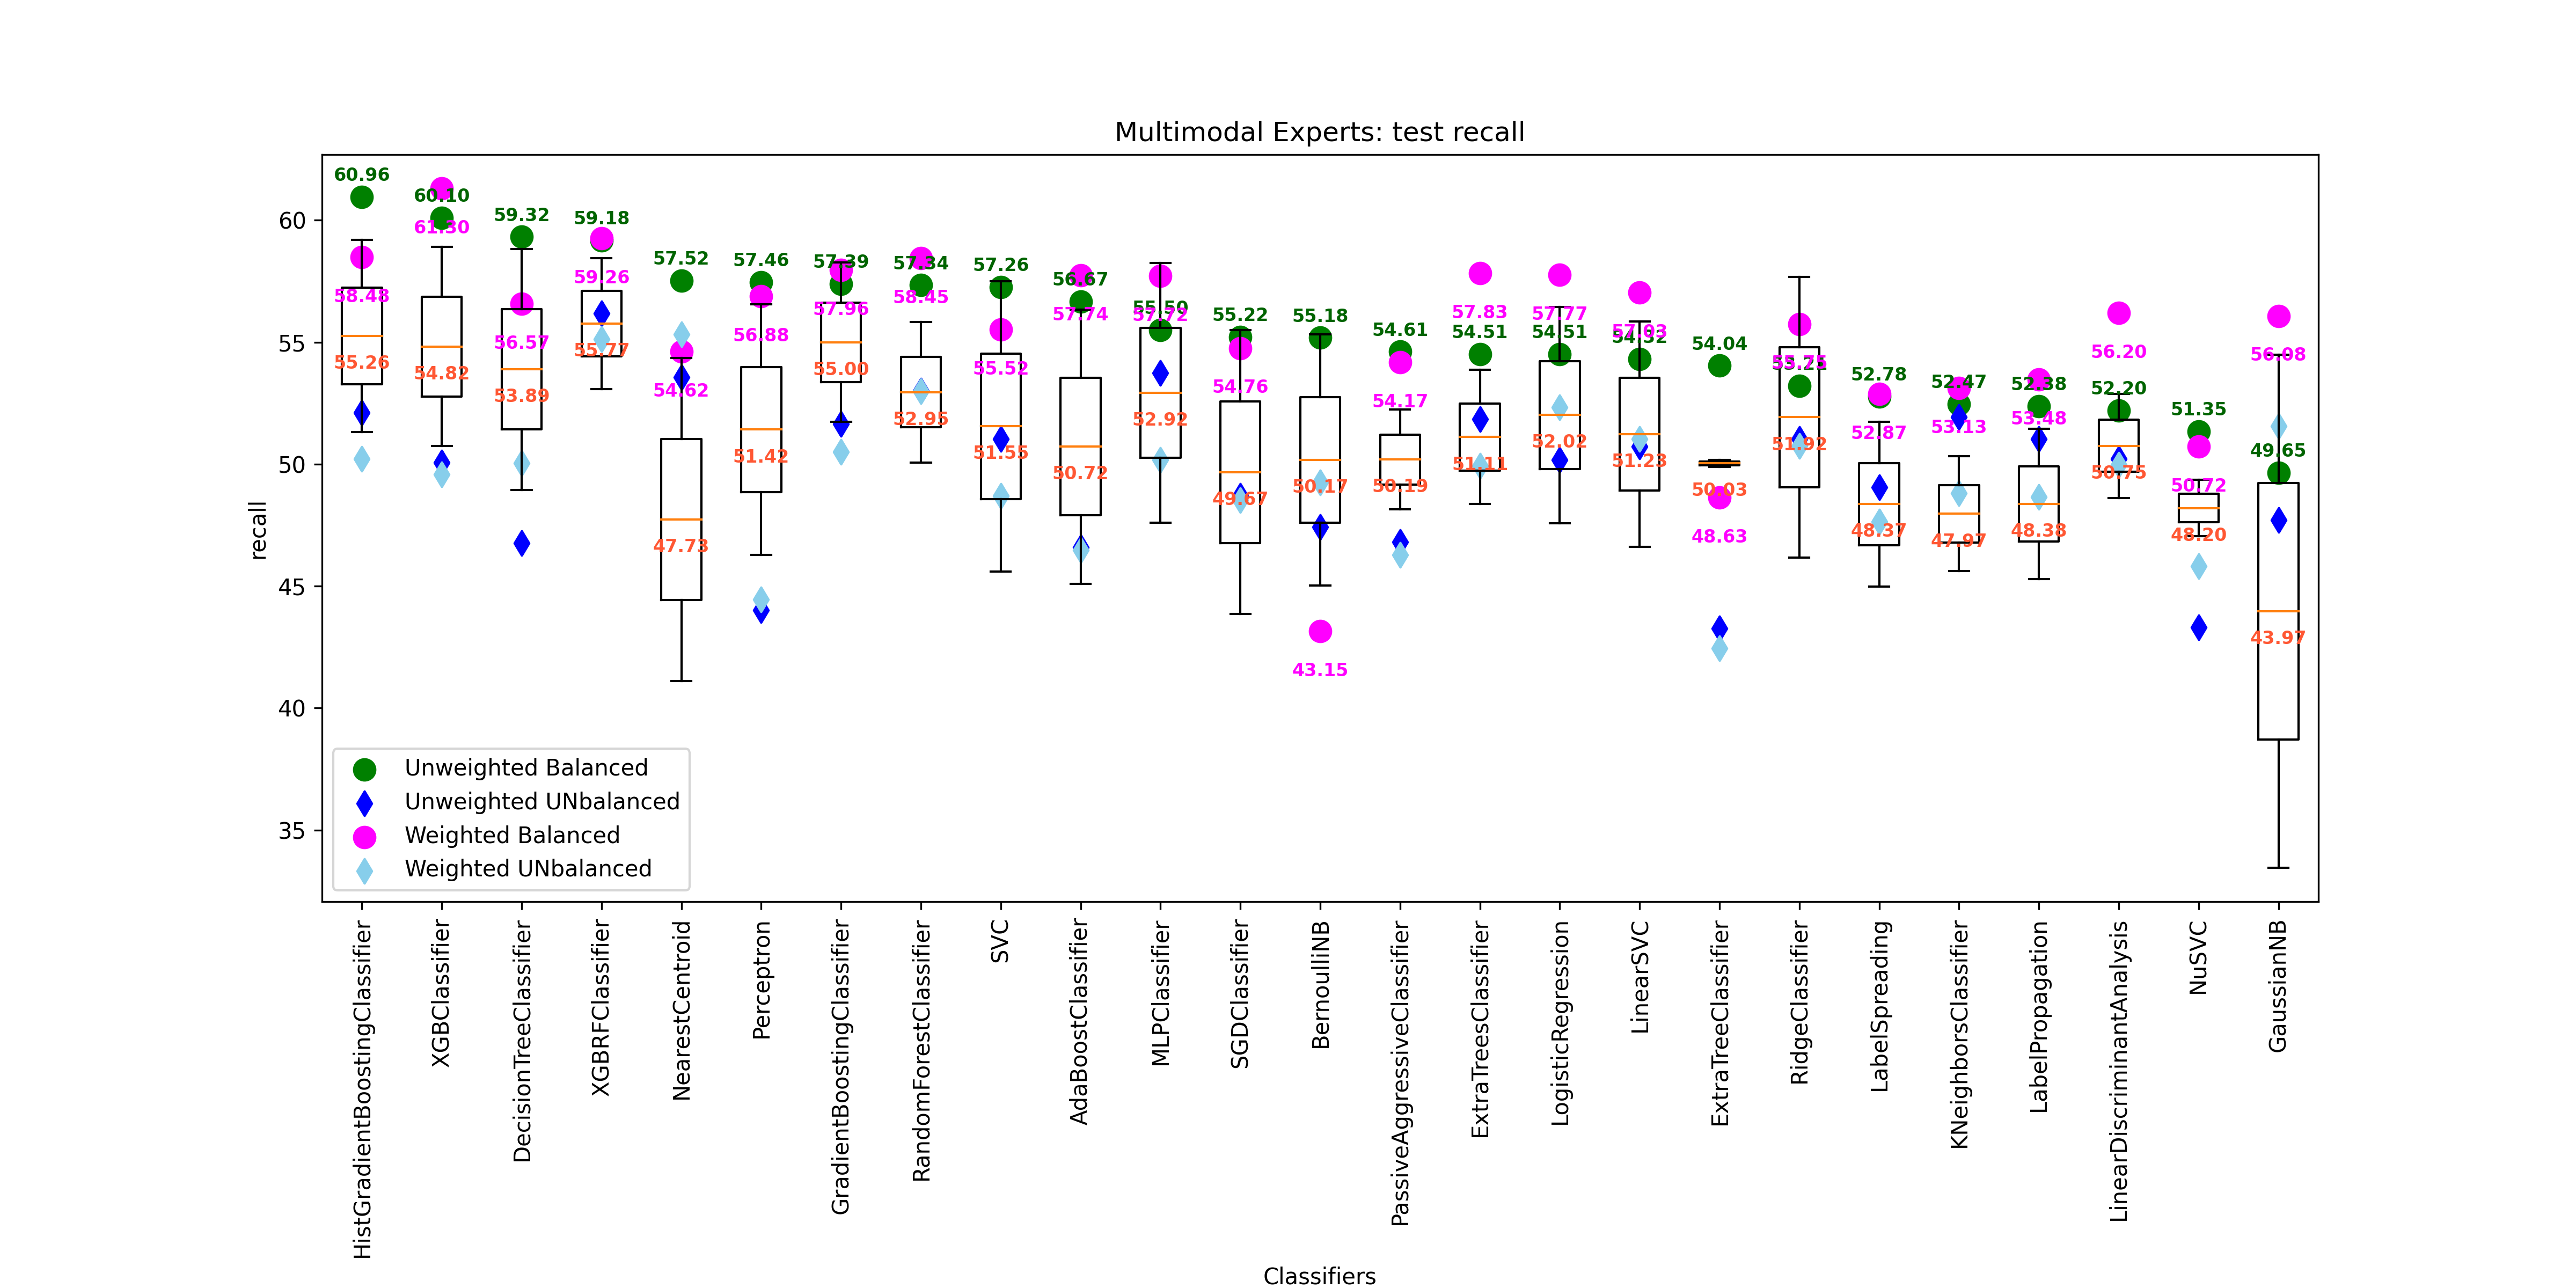 Multimodal Experts: test recall
recall
60
55
50
45
40
35
60.96
58.48
55.26
60.10
61.30
54.82
59.32
56.57
53.89
59.18
59.26
55.77
57.52
54.62
47.73
57.46
56.88
51.42
57.39
57.96
55.00
57.34
58.45
52.95
57.26
55.52
51.55
56.67
57.74
50.72
55.50
57.72
52.92
55.22
54.76
49.67
55.18
50.17
43.15
54.61
54.17
50.19
57.83
54.51
51.11
57.77
54.51
52.02
57.03
54.32
51.23
54.04
50.03
48.63
55.75
51.92
52.78
52.87
48.37
52.47
53.13
47.97
52.38
53.48
48.38
56.20
52.20
50.75
51.35
50.72
48.20
56.08
49.65
43.97
Unweighted Balanced
Unweighted UNbalanced
Weighted Balanced
Weighted UNbalanced
HistGradientBoostingClassifier
XGBClassifier
DecisionTreeClassifier
XGBRFClassifier
NearestCentroid
Perceptron
GradientBoostingClassifier
RandomForestClassifier
SVC
AdaBoostClassifier
MLPClassifier
SGDClassifier
BernoulliNB
PassiveAggressiveClassifier
ExtraTreesClassifier
LogisticRegression
LinearSVC
ExtraTreeClassifier
RidgeClassifier
LabelSpreading
KNeighborsClassifier
LabelPropagation
LinearDiscriminantAnalysis
NuSVC
GaussianNB
Classifiers